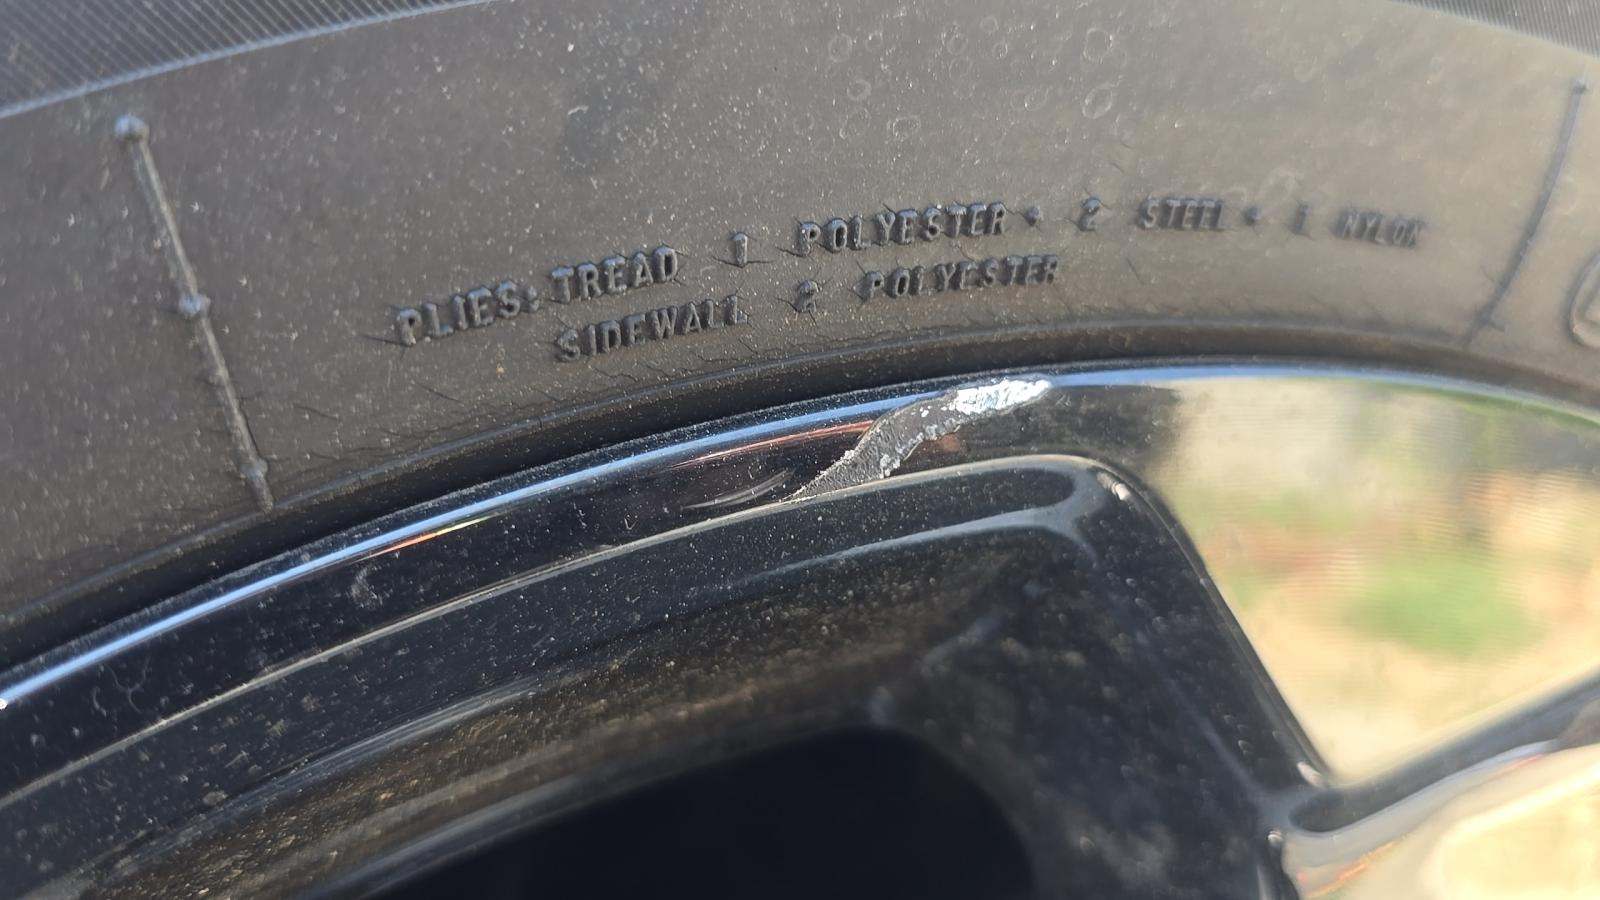 PLIES: TREAD 1 POLYESTER + 2 STEEL + 1 NYLON
SIDEWALL 2 POLYESTER